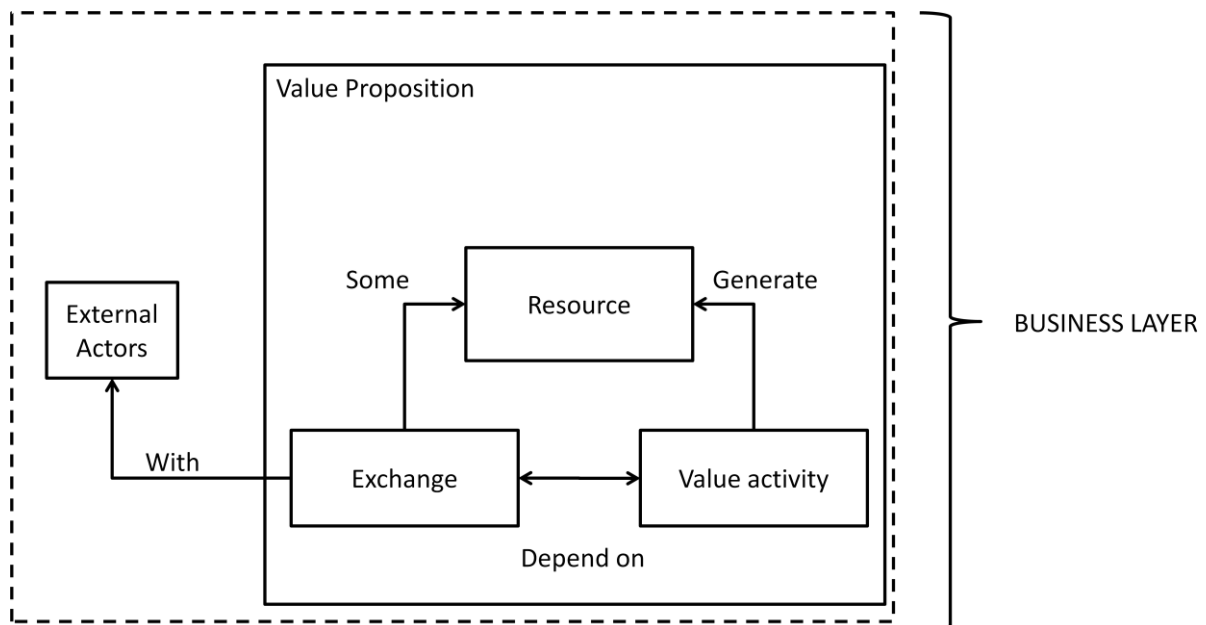 Value Proposition
Some
Generate
Resource
External
Actors
BUSINESS LAYER
With
Exchange
Value activity
Depend on